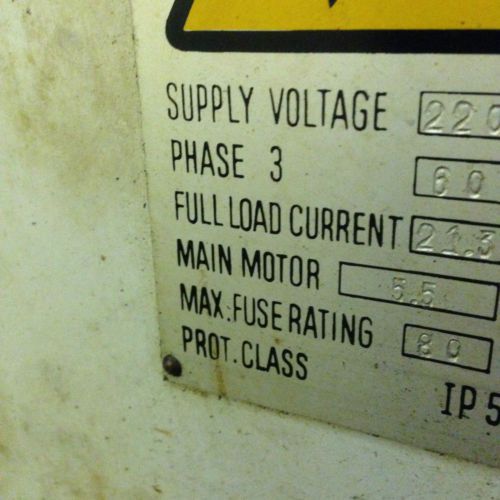 SUPPLY VOLTAGE 220
PHASE 3 60
FULL LOAD CURRENT 21.3
MAIN MOTOR 5.5
MAX. FUSE RATING 80
PROT. CLASS
IP 5